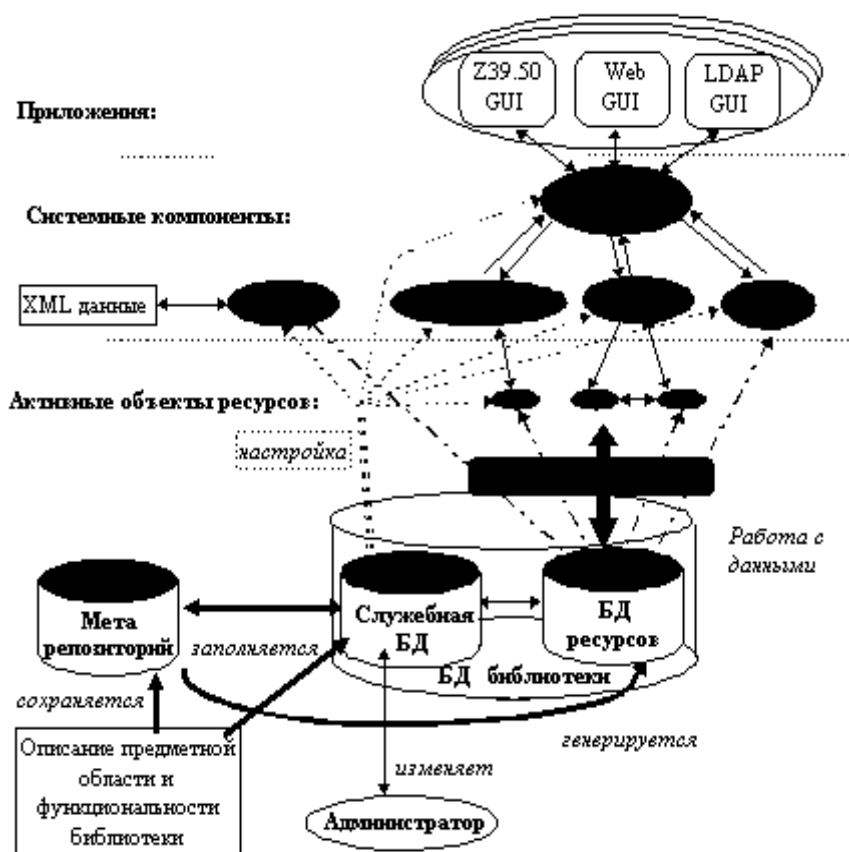 Z39.50
GUI
Web
GUI
LDAP
GUI
Приложения:
Системные компоненты:
XML данные
Активные объекты ресурсов:
настройка
Работа с
данными
Мета
репозиторий
заполняется
Служебная
БД
БД
ресурсов
БД библиотеки
сохраняется
генерируется
Описание предметной
области и
функциональности
библиотеки
изменяет
Администратор